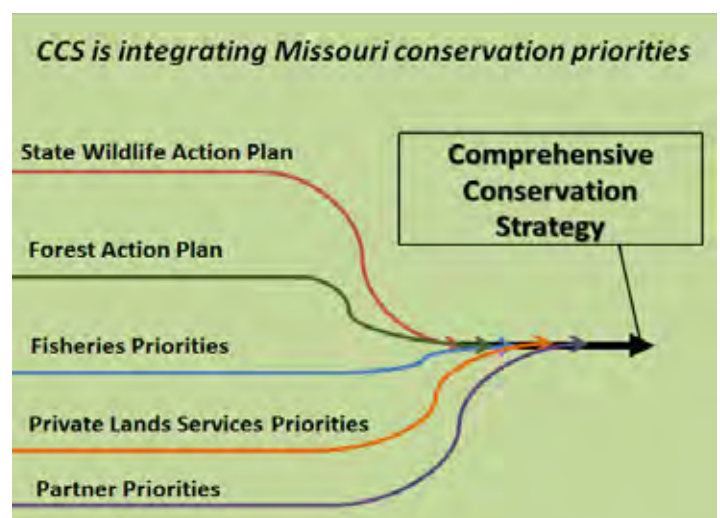 CCS is integrating Missouri conservation priorities
State Wildlife Action Plan
Comprehensive
Conservation
Strategy
Forest Action Plan
Fisheries Priorities
Private Lands Services Priorities
Partner Priorities